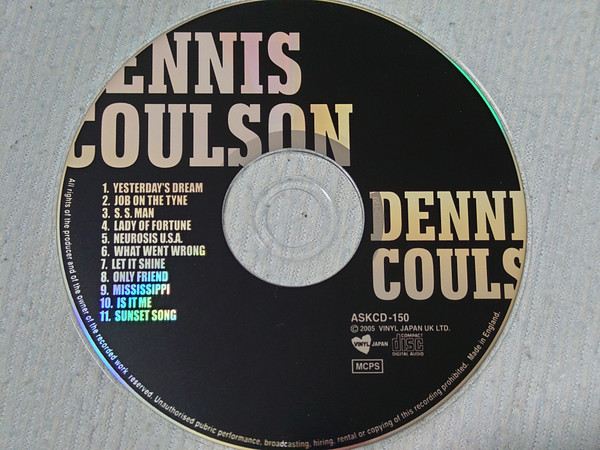 ENNIS
COULSON
1. YESTERDAY'S DREAM
2. JOB ON THE TYNE
3. S. S. MAN
4. LADY OF FORTUNE
5. NEUROSIS U.S.A.
6. WHAT WENT WRONG
7. LET IT SHINE
8. ONLY FRIEND
9. MISSISSIPPI
10. IS IT ME
11. SUNSET SONG
DENNI
COULS
ASKCD-150
© 2005 VINYL JAPAN UK LTD.
VINYL JAPAN
COMPACT
disc
DIGITAL AUDIO
MCPS
All rights of the producer and of the owner of the recorded work reserved. Unauthorised pubric performance, broadcasting, hiring, rental or copying of this recording prohibited. Made in England.